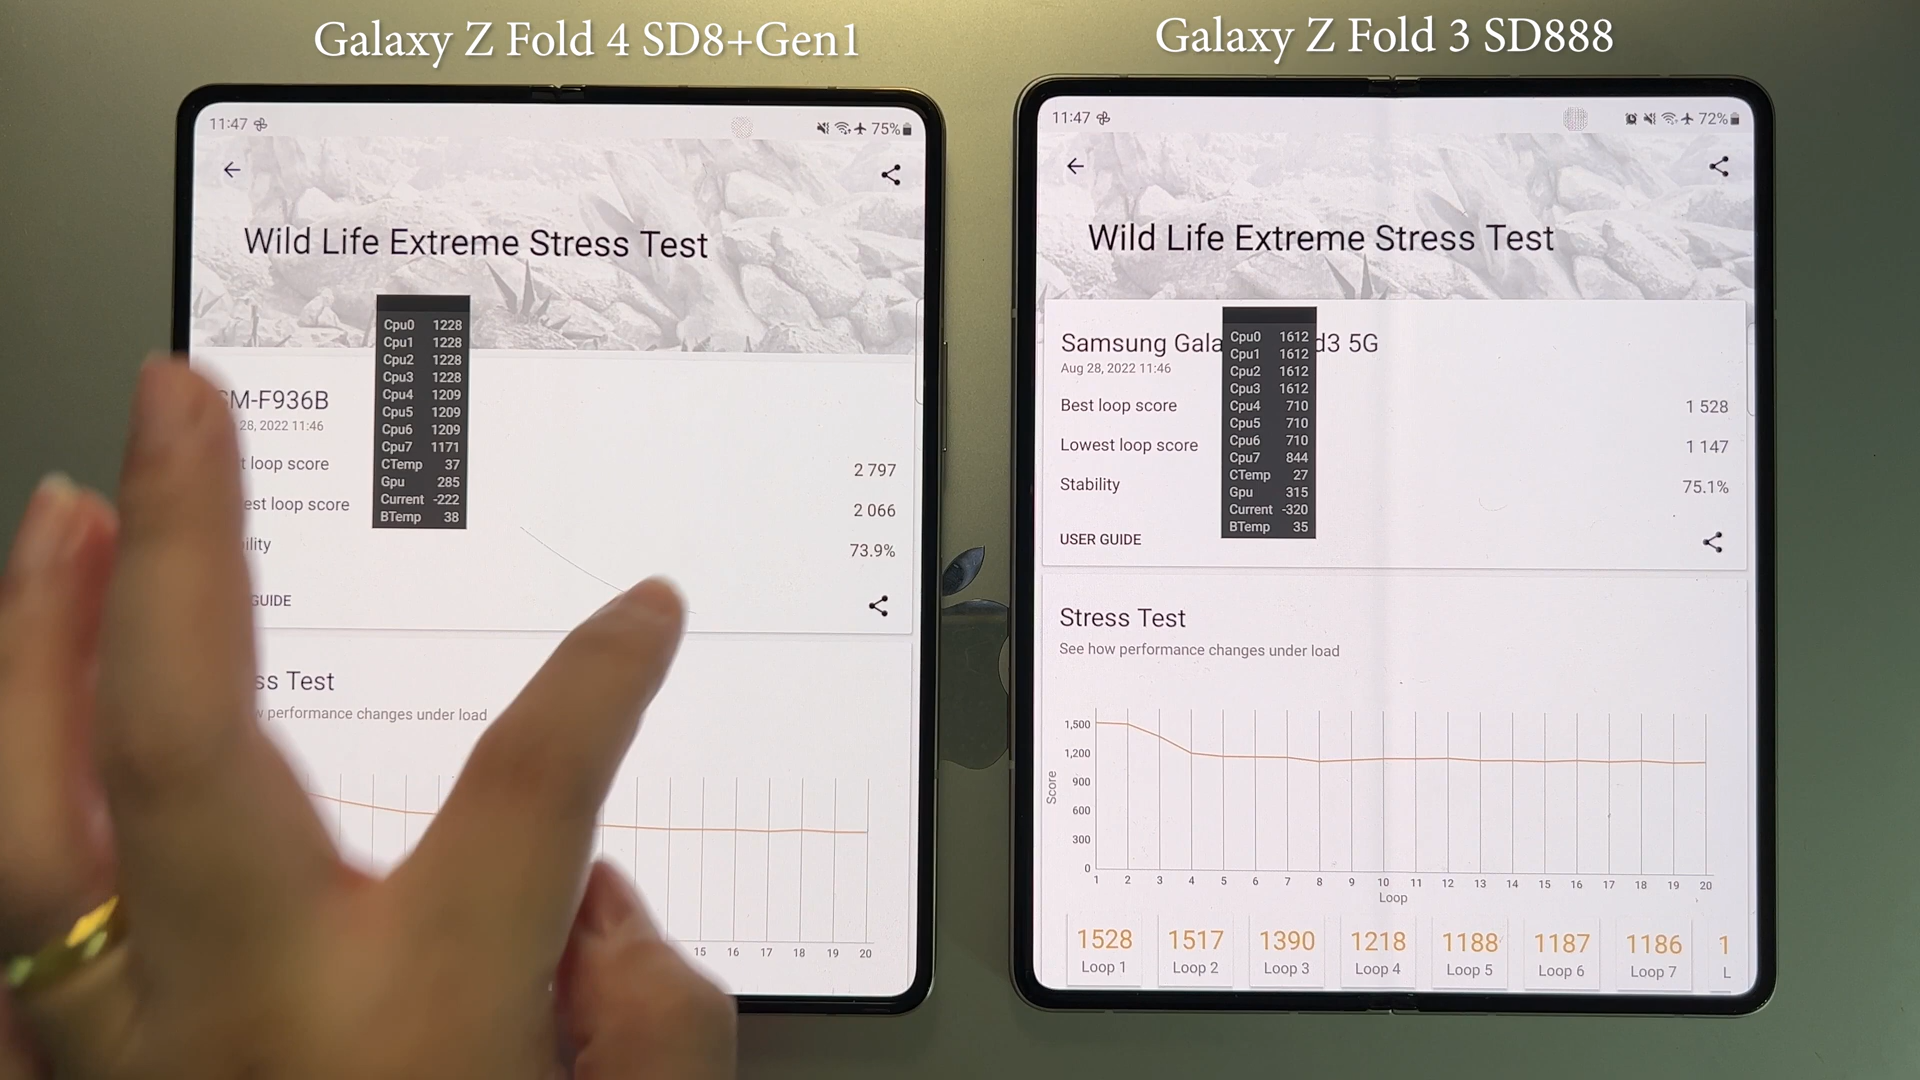 Galaxy Z Fold 4 SD8+Gen1
Galaxy Z Fold 3 SD888
11:47
75%
Wild Life Extreme Stress Test
Cpu0 1228
Cpu1 1228
Cpu2 1228
Cpu3 1228
Cpu4 1209
Cpu5 1209
Cpu6 1209
Cpu7 1171
CTemp 37
Gpu 285
Current -222
BTemp 38
SM-F936B
28, 2022 11:46
t loop score
2 797
est loop score
2 066
ility
73.9%
GUIDE
ss Test
w performance changes under load
15 16 17 18 19 20
11:47
72%
Wild Life Extreme Stress Test
Samsung Gala d3 5G
Aug 28, 2022 11:46
Cpu0 1612
Cpu1 1612
Cpu2 1612
Cpu3 1612
Cpu4 710
Cpu5 710
Cpu6 710
Cpu7 844
CTemp 27
Gpu 315
Current -320
BTemp 35
Best loop score
1 528
Lowest loop score
1 147
Stability
75.1%
USER GUIDE
Stress Test
See how performance changes under load
1,500
1,200
900
600
300
0
Score
1 2 3 4 5 6 7 8 9 10 11 12 13 14 15 16 17 18 19 20
Loop
1528 1517 1390 1218 1188 1187 1186 1
Loop 1 Loop 2 Loop 3 Loop 4 Loop 5 Loop 6 Loop 7 L